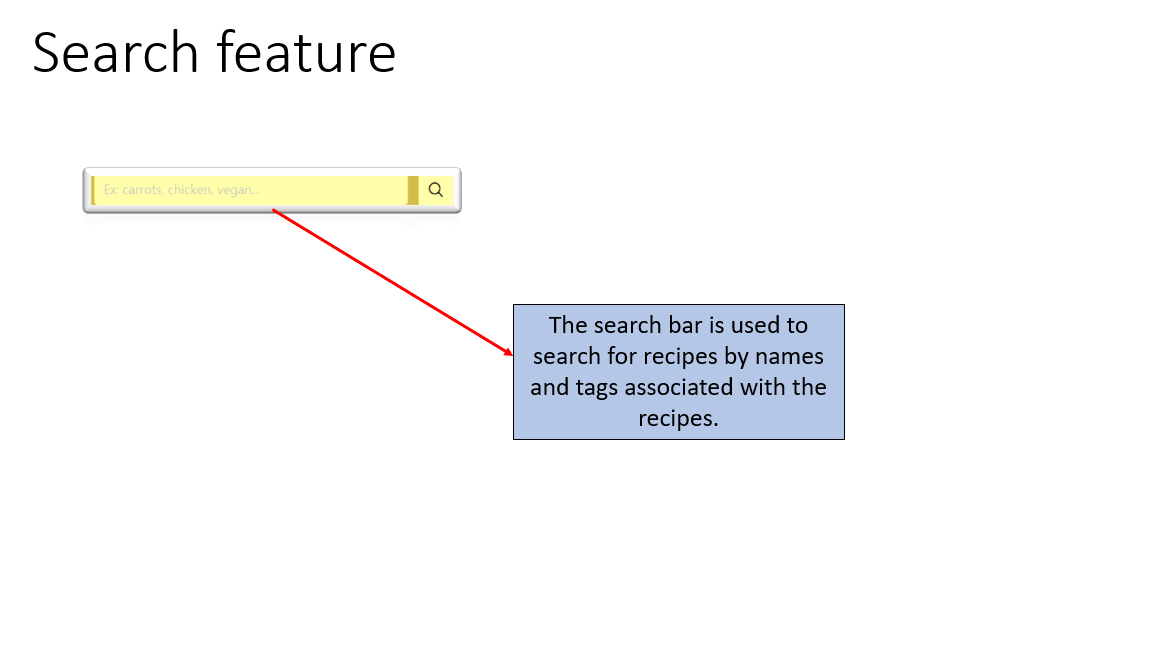 Search feature
Ex: carrots, chicken, vegan...
The search bar is used to
search for recipes by names
and tags associated with the
recipes.